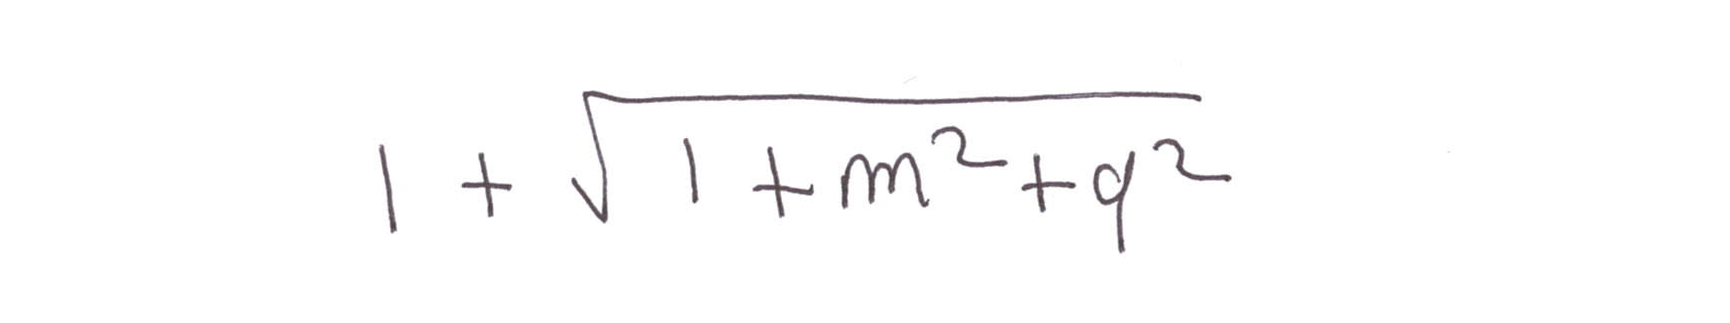 1 + √(1 + m² + q²)